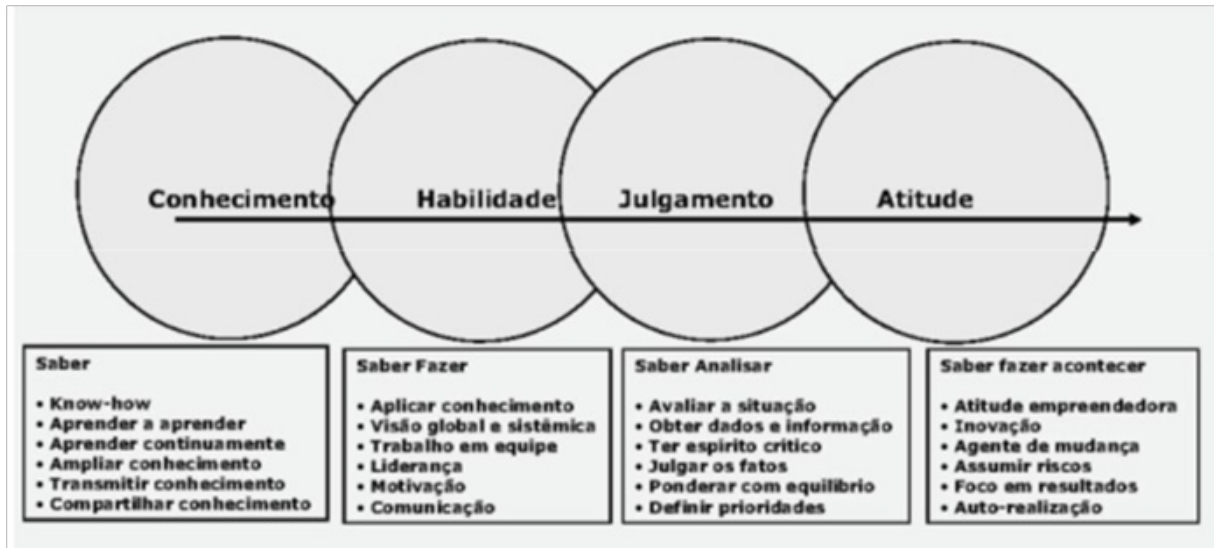 Conhecimento
Habilidade
Julgamento
Atitude
Saber
• Know-how
• Aprender a aprender
• Aprender continuamente
• Ampliar conhecimento
• Transmitir conhecimento
• Compartilhar conhecimento
Saber Fazer
• Aplicar conhecimento
• Visão global e sistêmica
• Trabalho em equipe
• Liderança
• Motivação
• Comunicação
Saber Analisar
• Avaliar a situação
• Obter dados e informação
• Ter espirito critico
• Julgar os fatos
• Ponderar com equilibrio
• Definir prioridades
Saber fazer acontecer
• Atitude empreendedora
• Inovação
• Agente de mudança
• Assumir riscos
• Foco em resultados
• Auto-realização